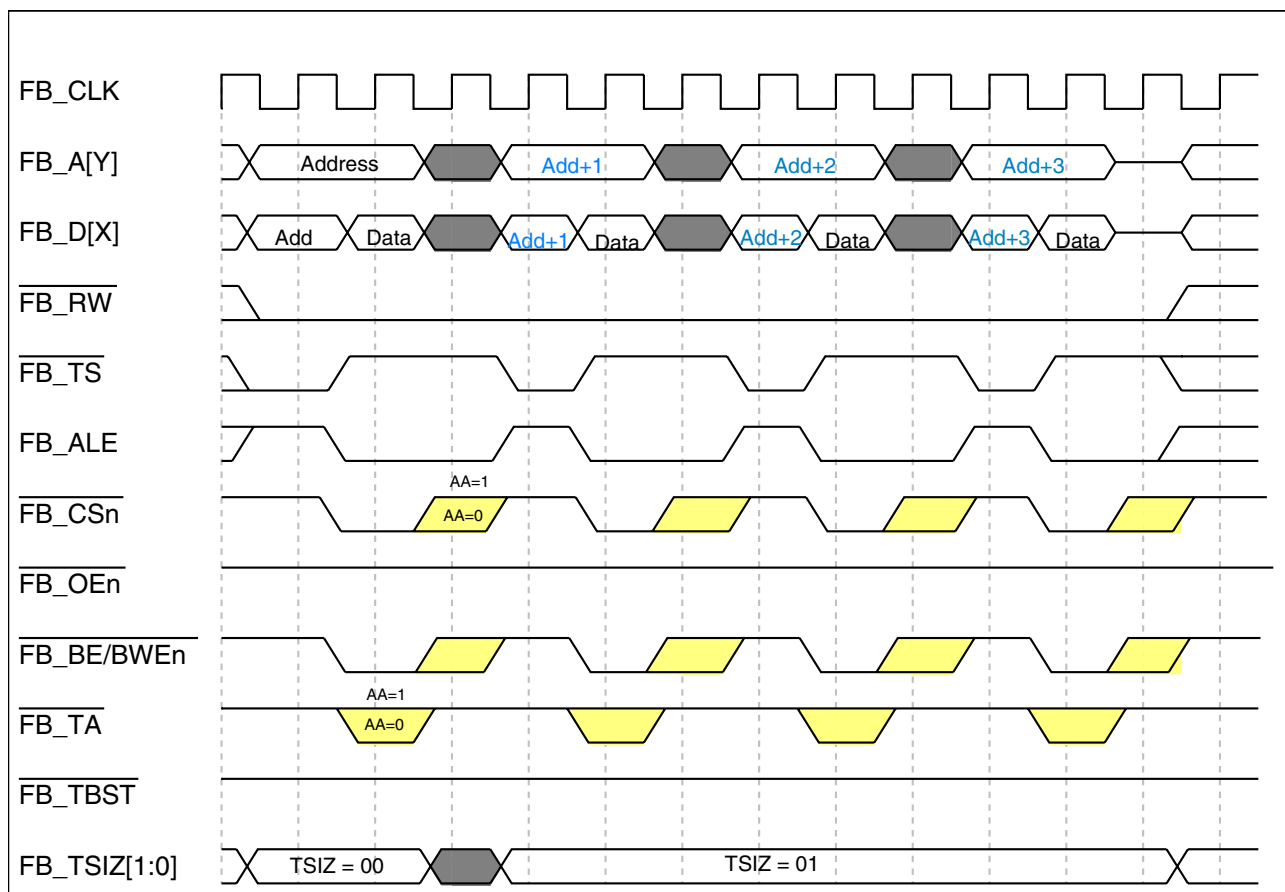 FB_CLK
FB_A[Y] Address Add+1 Add+2 Add+3
FB_D[X] Add Data Add+1 Data Add+2 Data Add+3 Data
FB_RW
FB_TS
FB_ALE
AA=1
FB_CSn AA=0
FB_OEn
FB_BE/BWEn
AA=1
FB_TA AA=0
FB_TBST
FB_TSIZ[1:0] TSIZ = 00 TSIZ = 01